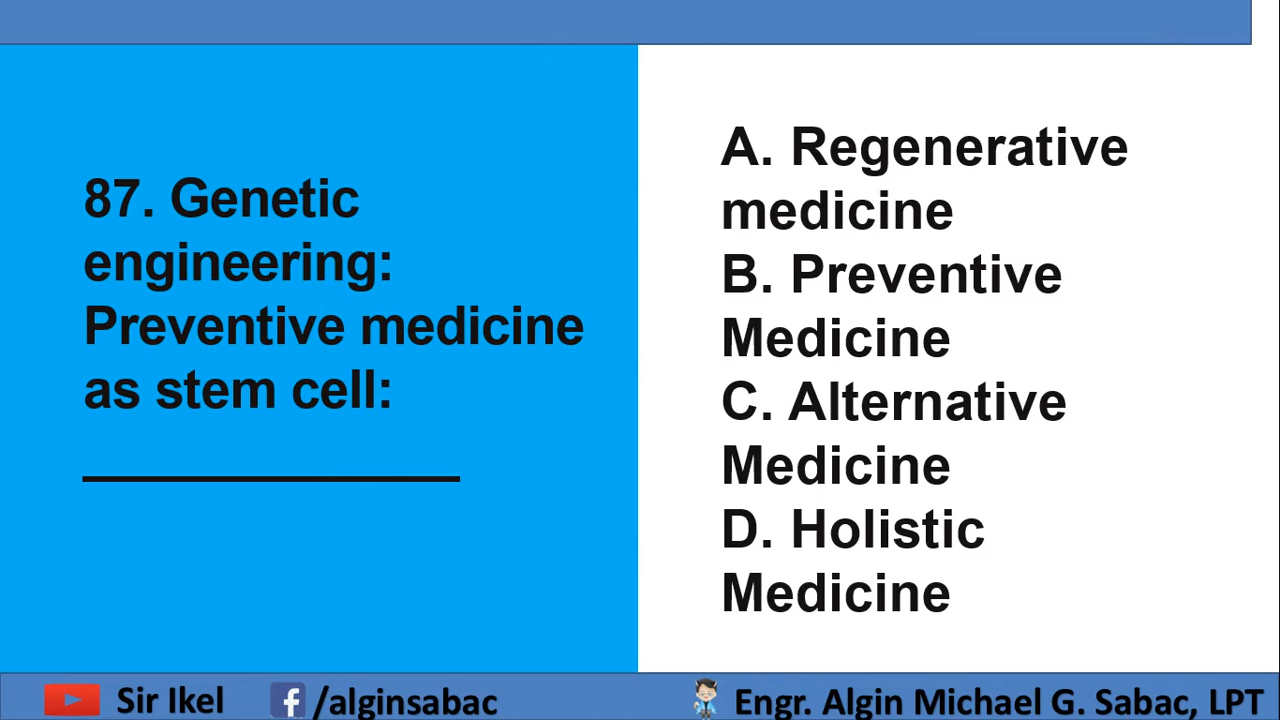 87. Genetic
engineering:
Preventive medicine
as stem cell:
_______________
A. Regenerative
medicine
B. Preventive
Medicine
C. Alternative
Medicine
D. Holistic
Medicine
Sir Ikel
/alginsabac
Engr. Algin Michael G. Sabac, LPT